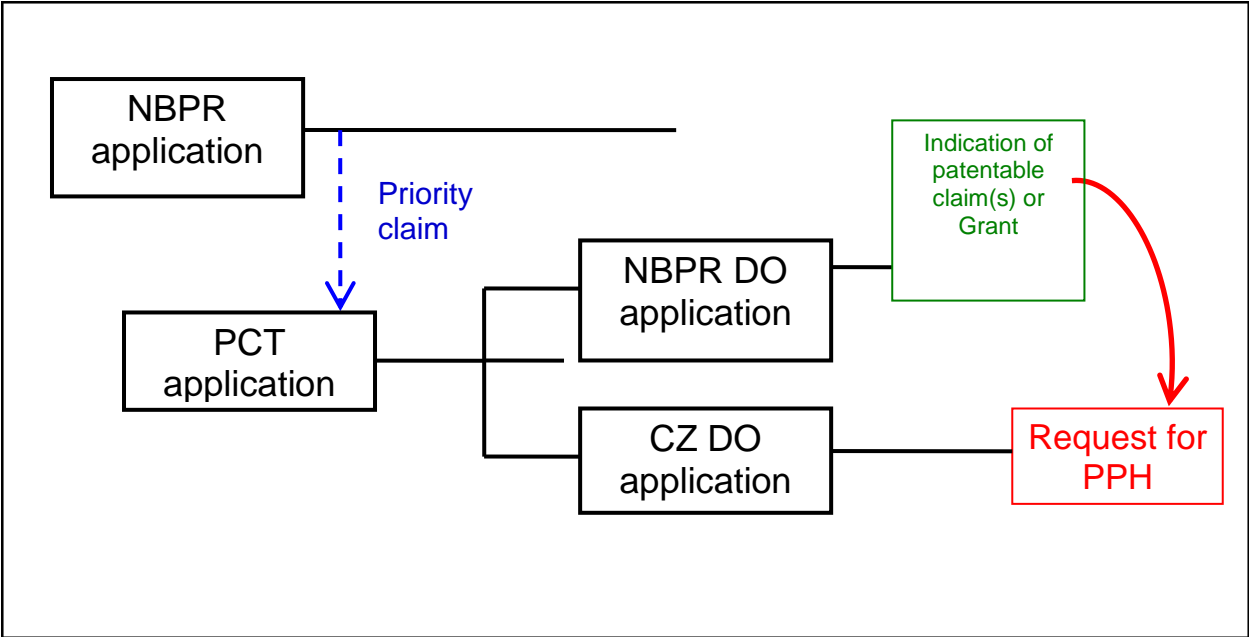 NBPR
application
Priority
claim
Indication of
patentable
claim(s) or
Grant
NBPR DO
application
PCT
application
CZ DO
application
Request for
PPH